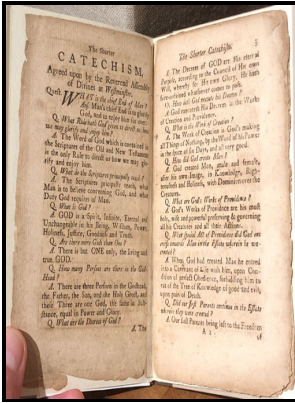 The Shorter
CATECHISM,
Agreed upon by the Reverend Assembly
of Divines at Westminster.
Quest. WHAT is the chief End of Man?
Ans. Man's chief End is to glorify
God, and to enjoy him for ever.
Q. What Rule hath God given to direct us how
we may glorify and enjoy him?
A. The Word of God which is contained in
the Scriptures of the Old and New Testament
is the only Rule to direct us how we may glo-
rify and enjoy him.
Q. What do the Scriptures principally teach?
A. The Scriptures principally teach, what
Man is to believe concerning God, and what
Duty God requires of Man.
Q. What is God?
A. GOD is a Spirit, Infinite, Eternal and
Unchangeable in his Being, Wisdom, Power,
Holiness, Justice, Goodness and Truth.
Q. Are there more Gods than One?
A. There is but ONE only, the living and
true GOD.
Q. How many Persons are there in the God-
Head?
A. There are three Persons in the Godhead,
the Father, the Son, and the Holy Ghost, and
these Three are one God, the same in Sub-
stance, equal in Power and Glory.
Q. What are the Decrees of God?
A. The
The Shorter Catechism.
A. The Decrees of GOD are His eternal
Purpose, according to the Council of His own
Will, whereby for His own Glory, He hath
fore-ordained whatsoever comes to pass.
Q. How doth God execute his Decrees?
A. God executeth His Decrees in the Works
of Creation and Providence.
Q. What is the Work of Creation?
A. The Work of Creation is God's making
all Things of Nothing, by the Word of his Power
in the space of six Days, and all very good.
Q. How did God create Man?
A. God created Man, male and female,
after his own Image, in Knowledge, Righ-
teousness and Holiness, with Dominion over the
Creatures.
Q. What are God's Works of Providence?
A. God's Works of Providence are his most
holy, wise and powerful preserving & governing
all his Creatures and all their Actions.
Q. What special Act of Providence did God ex-
ercise towards Man in the Estate wherein he was
created?
A. When God had created Man he entred
into a Covenant of Life with him, upon Con-
dition of perfect Obedience, forbidding him to
eat of the Tree of Knowledge of good and evil,
upon pain of Death.
Q. Did our first Parents continue in the Estate
wherein they were created?
A. Our first Parents being left to the Freedom